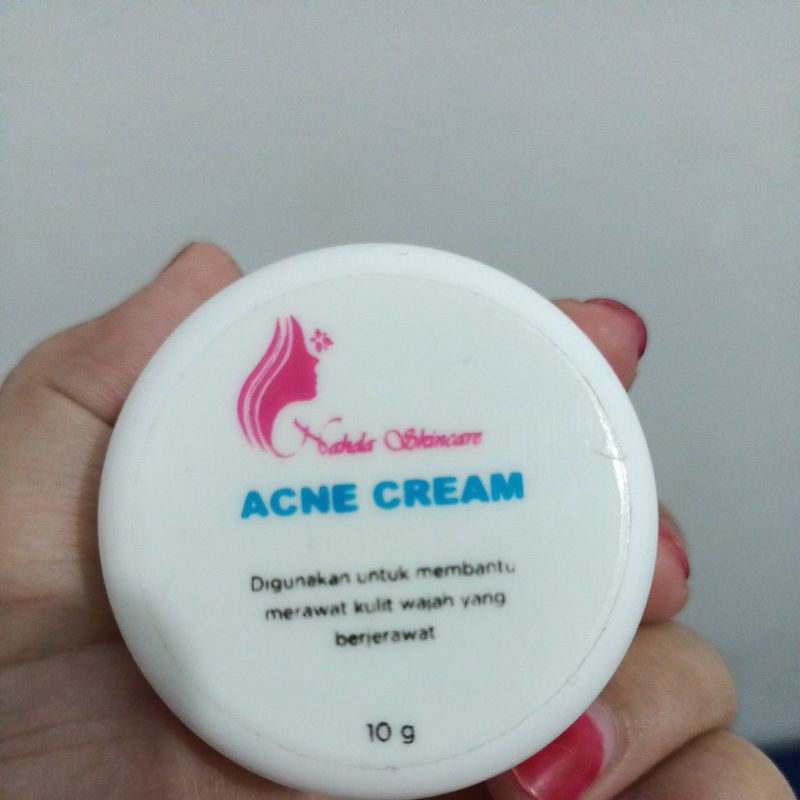 Nahda Skincare
ACNE CREAM
Digunakan untuk membantu
merawat kulit wajah yang
berjerawat
10 g